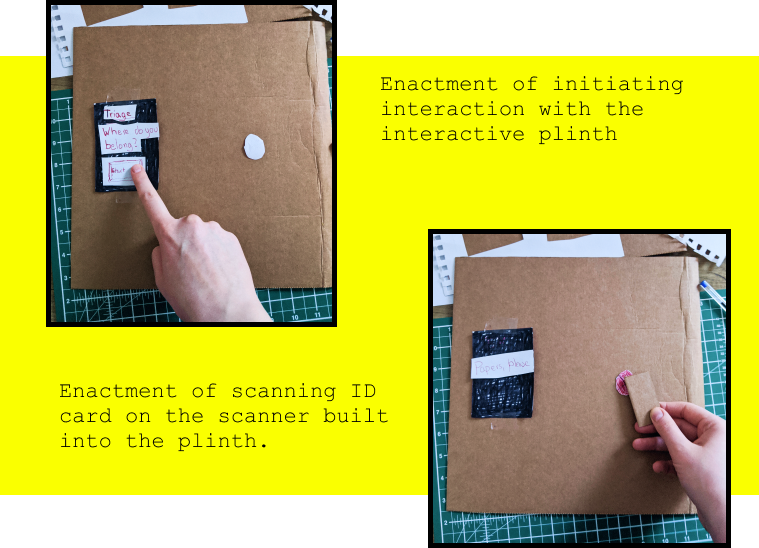 Enactment of initiating
interaction with the
interactive plinth
Triage
Where do you
belong?
Enactment of scanning ID
card on the scanner built
into the plinth.
Papers, please